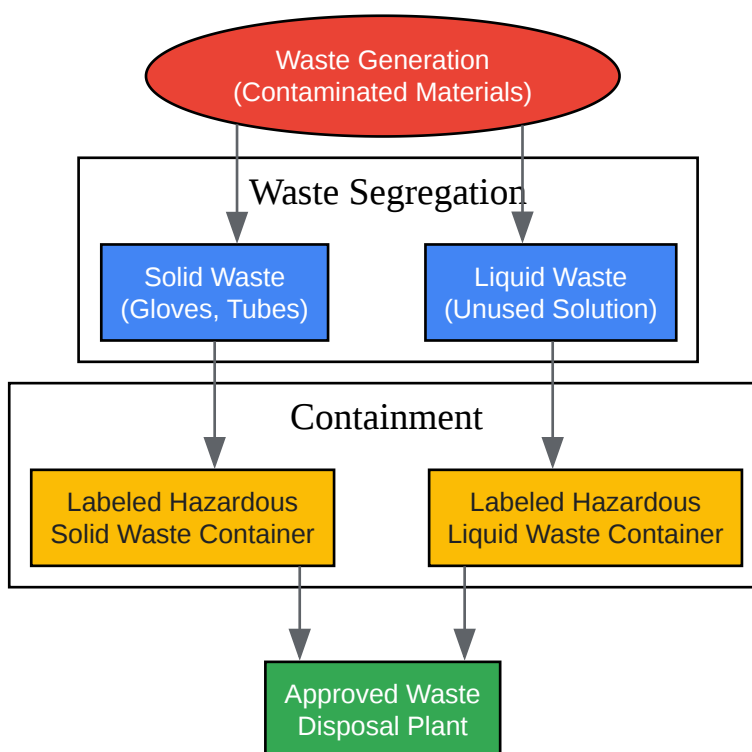 Waste Generation
(Contaminated Materials)
Waste Segregation
Solid Waste
(Gloves, Tubes)
Liquid Waste
(Unused Solution)
Containment
Labeled Hazardous
Solid Waste Container
Labeled Hazardous
Liquid Waste Container
Approved Waste
Disposal Plant